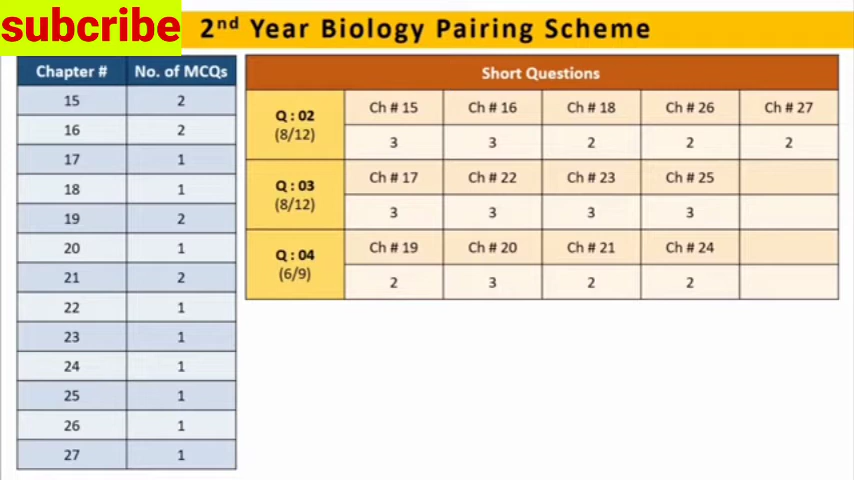 subcribe
2nd Year Biology Pairing Scheme
Chapter # No. of MCQs
15 2
16 2
17 1
18 1
19 2
20 1
21 2
22 1
23 1
24 1
25 1
26 1
27 1
Short Questions
Q : 02 (8/12) Ch # 15 Ch # 16 Ch # 18 Ch # 26 Ch # 27
3 3 2 2 2
Q : 03 (8/12) Ch # 17 Ch # 22 Ch # 23 Ch # 25
3 3 3 3
Q : 04 (6/9) Ch # 19 Ch # 20 Ch # 21 Ch # 24
2 3 2 2